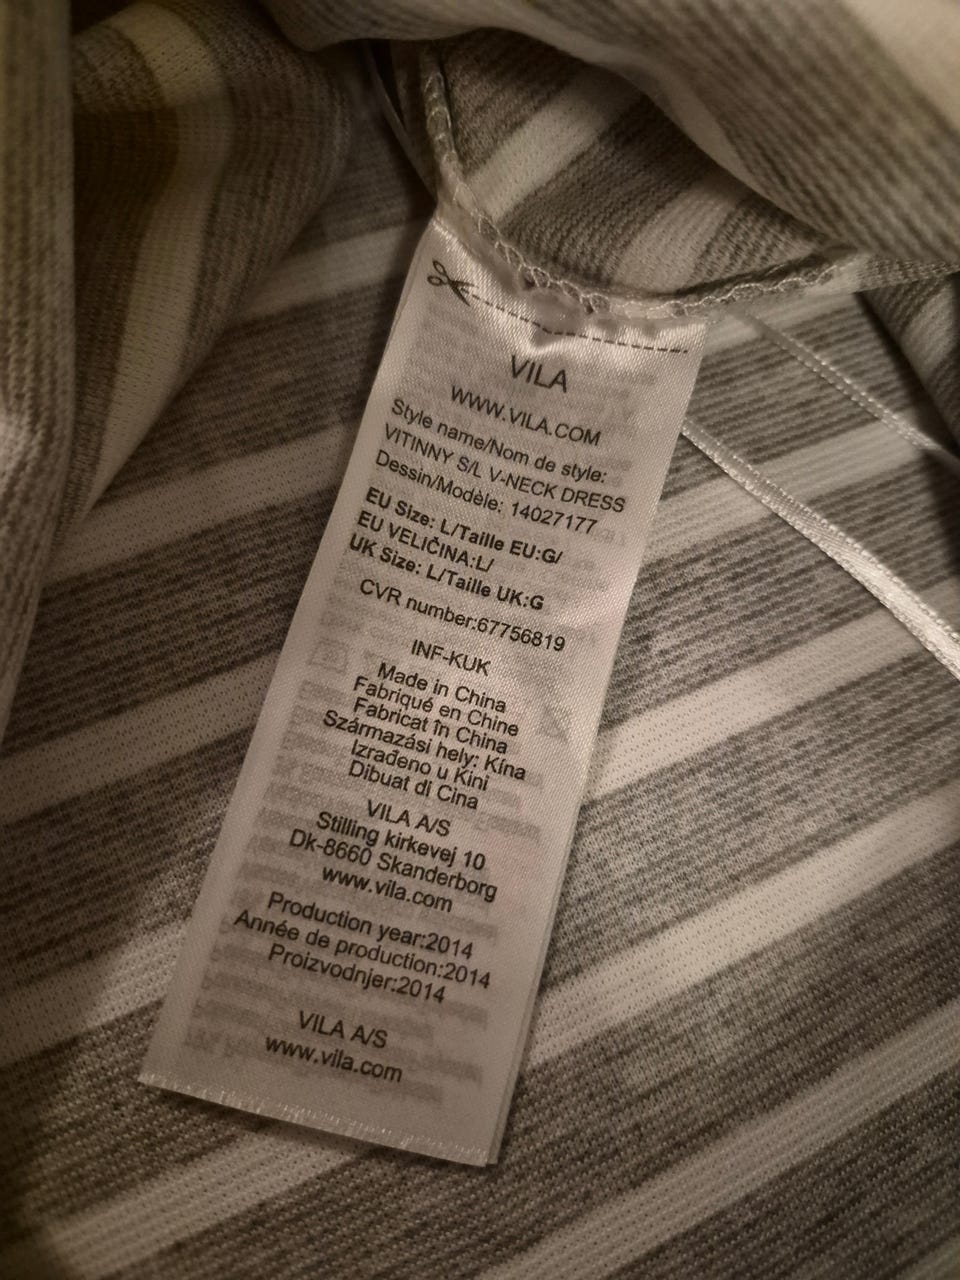 VILA
WWW.VILA.COM
Style name/Nom de style:
VITINNY S/L V-NECK DRESS
Dessin/Modèle: 14027177
EU Size: L/Taille EU:G/
EU VELIČINA:L/
UK Size: L/Taille UK:G
CVR number:67756819
INF-KUK
Made in China
Fabriqué en Chine
Fabricat în China
Származási hely: Kína
Izrađeno u Kini
Dibuat di Cina
VILA A/S
Stilling kirkevej 10
Dk-8660 Skanderborg
www.vila.com
Production year:2014
Année de production:2014
Proizvodnjer:2014
VILA A/S
www.vila.com